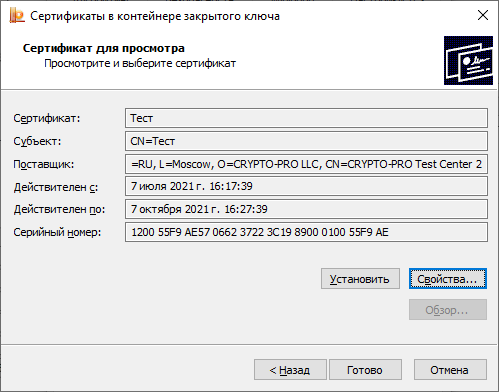 Сертификаты в контейнере закрытого ключа
Сертификат для просмотра
Просмотрите и выберите сертификат
Сертификат: Тест
Субъект: CN=Тест
Поставщик: =RU, L=Moscow, O=CRYPTO-PRO LLC, CN=CRYPTO-PRO Test Center 2
Действителен с: 7 июля 2021 г. 16:17:39
Действителен по: 7 октября 2021 г. 16:27:39
Серийный номер: 1200 55F9 AE57 0662 3722 3C19 8900 0100 55F9 AE
Установить Свойства...
Обзор...
< Назад Готово Отмена